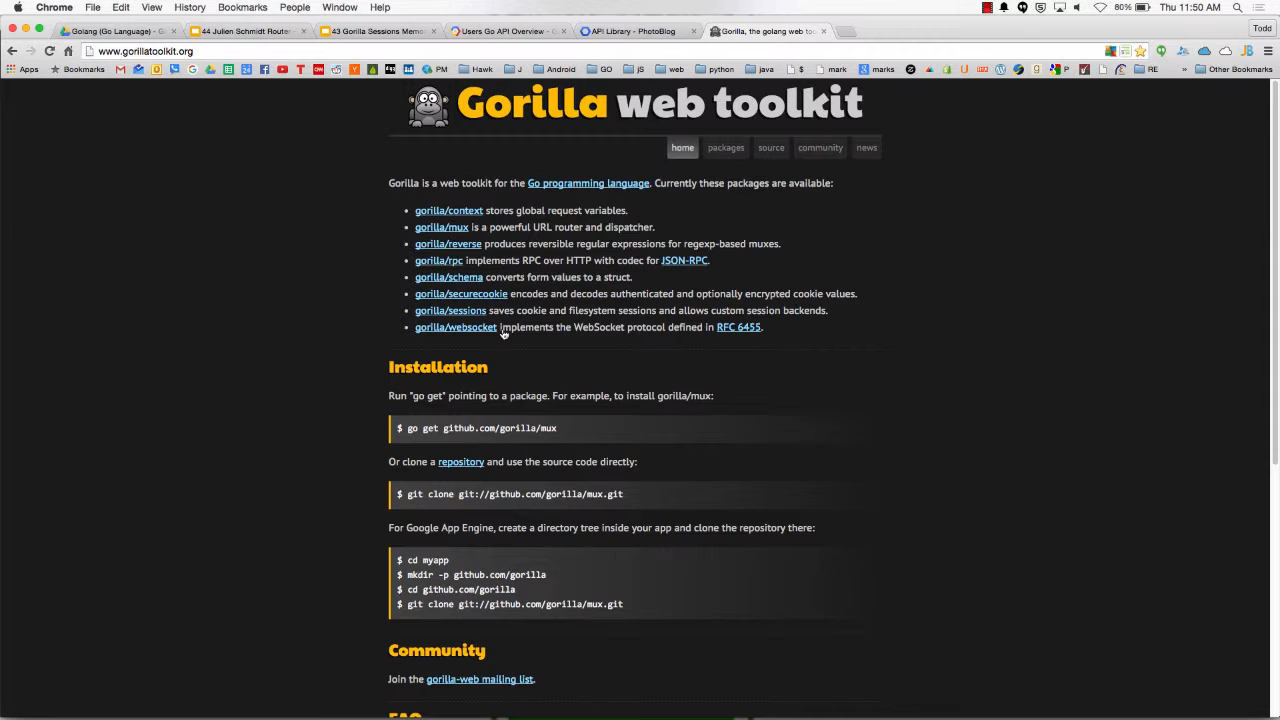 Chrome File Edit View History Bookmarks People Window Help 80% Thu 11:50 AM
Golang (Go Language) - G 44 Julien Schmidt Router - 43 Gorilla Sessions Memc Users Go API Overview - G API Library - PhotoBlog Gorilla, the golang web to Todd
www.gorillatoolkit.org
Apps Bookmarks PM Hawk J Android GO JS web python java $ mark marks P RE Other Bookmarks
Gorilla web toolkit
home packages source community news
Gorilla is a web toolkit for the Go programming language. Currently these packages are available:
gorilla/context stores global request variables.
gorilla/mux is a powerful URL router and dispatcher.
gorilla/reverse produces reversible regular expressions for regexp-based muxes.
gorilla/rpc implements RPC over HTTP with codec for JSON-RPC.
gorilla/schema converts form values to a struct.
gorilla/securecookie encodes and decodes authenticated and optionally encrypted cookie values.
gorilla/sessions saves cookie and filesystem sessions and allows custom session backends.
gorilla/websocket implements the WebSocket protocol defined in RFC 6455.
Installation
Run "go get" pointing to a package. For example, to install gorilla/mux:
$ go get github.com/gorilla/mux
Or clone a repository and use the source code directly:
$ git clone git://github.com/gorilla/mux.git
For Google App Engine, create a directory tree inside your app and clone the repository there:
$ cd myapp
$ mkdir -p github.com/gorilla
$ cd github.com/gorilla
$ git clone git://github.com/gorilla/mux.git
Community
Join the gorilla-web mailing list.
FAQ